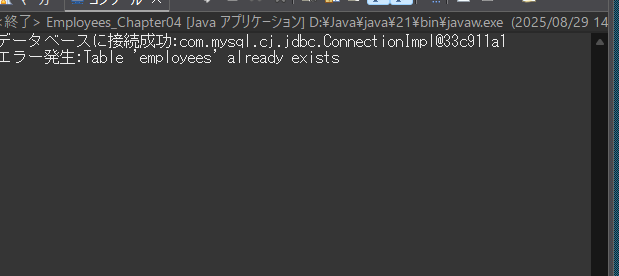 <終了> Employees_Chapter04 [Java アプリケーション] D:¥Java¥java¥21¥bin¥javaw.exe (2025/08/29 14
データベースに接続成功:com.mysql.cj.jdbc.ConnectionImpl@33c911a1
エラー発生:Table 'employees' already exists